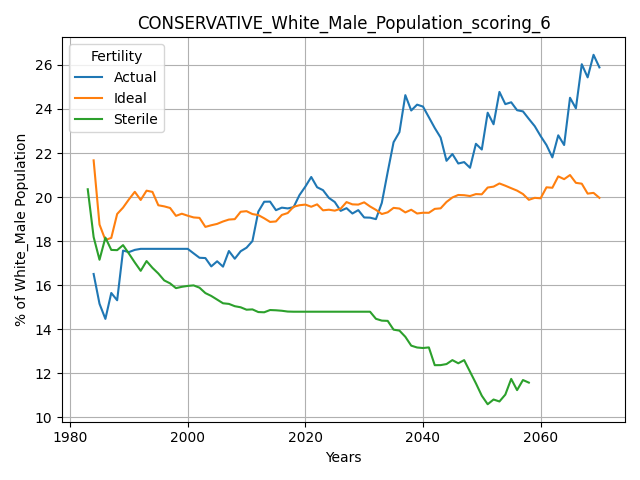 CONSERVATIVE_White_Male_Population_scoring_6
Fertility
Actual
Ideal
Sterile
% of White_Male Population
26
24
22
20
18
16
14
12
10
1980
2000
2020
2040
2060
Years